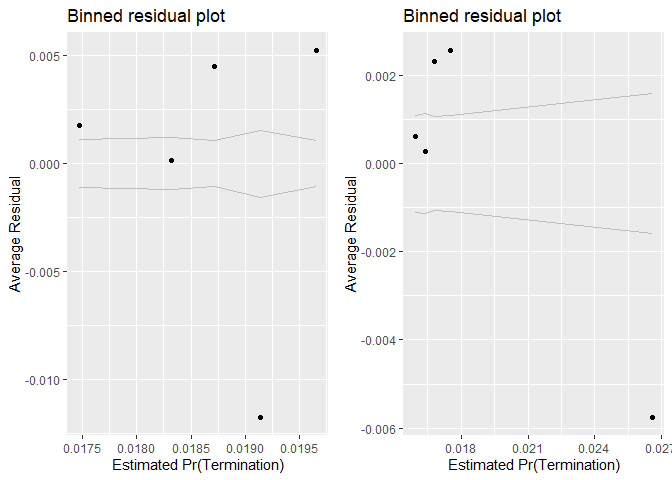 Binned residual plot
0.005
0.000
-0.005
-0.010
Average Residual
0.0175 0.0180 0.0185 0.0190 0.0195
Estimated Pr(Termination)
Binned residual plot
0.002
0.000
-0.002
-0.004
-0.006
Average Residual
0.018 0.021 0.024 0.027
Estimated Pr(Termination)